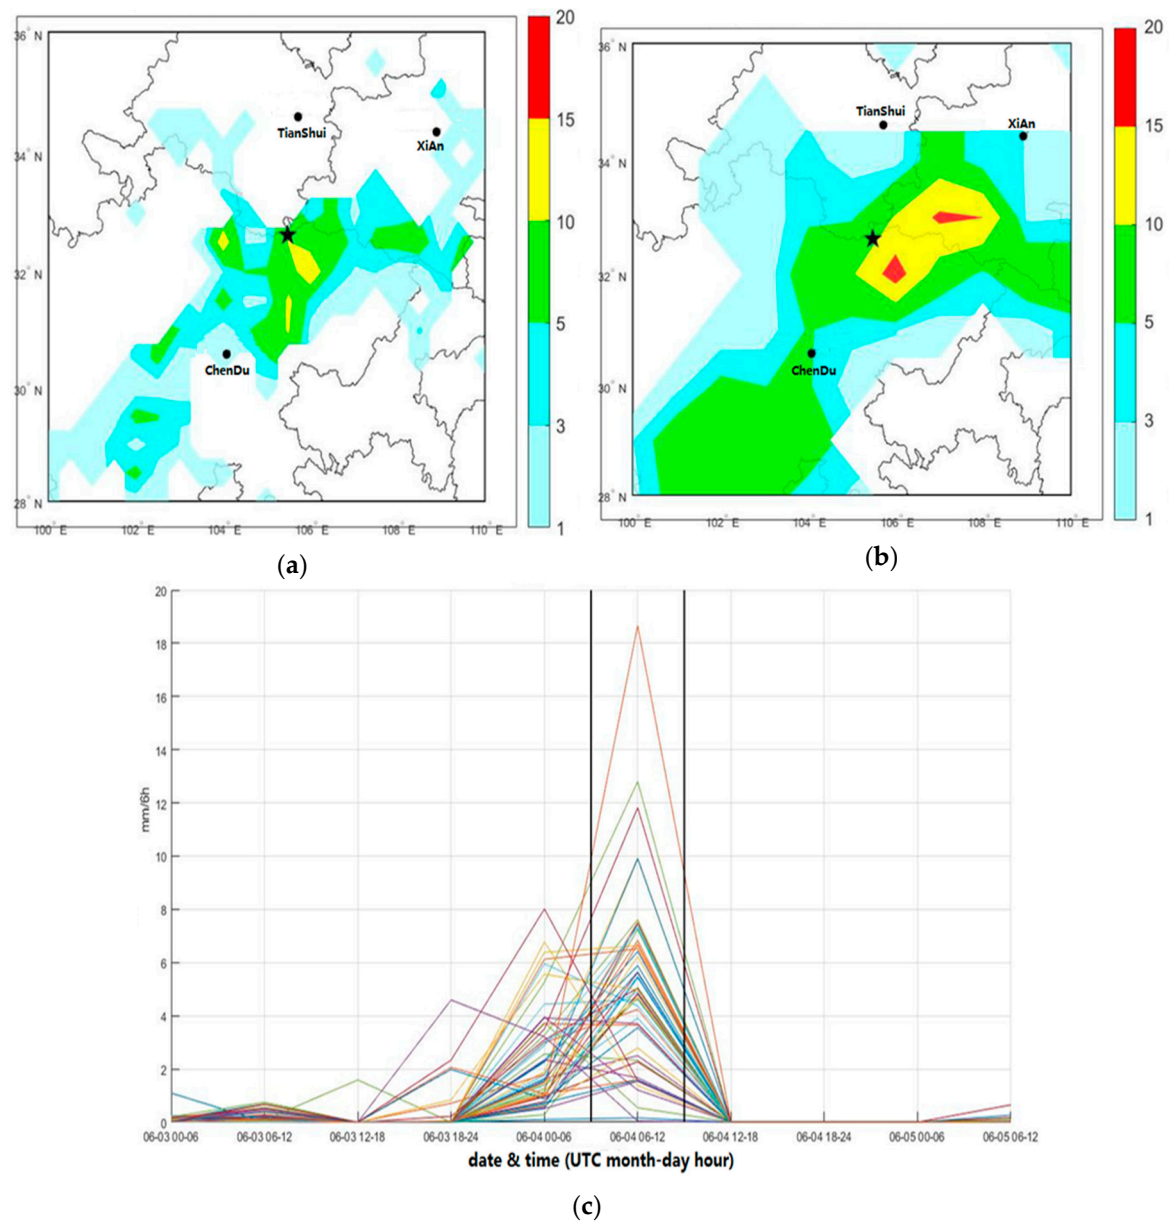 36° N
34° N
32° N
30° N
28° N
100° E
102° E
104° E
106° E
108° E
110° E
TianShui
XiAn
ChenDu
20
15
10
5
3
1
(a)
36° N
34° N
32° N
30° N
28° N
100° E
102° E
104° E
106° E
108° E
110° E
TianShui
XiAn
ChenDu
20
15
10
5
3
1
(b)
20
18
16
14
12
10
8
6
4
2
0
mm/6h
06-03 00-06
06-03 06-12
06-03 12-18
06-03 18-24
06-04 00-06
06-04 06-12
06-04 12-18
06-04 18-24
06-05 00-06
06-05 06-12
date & time (UTC month-day hour)
(c)